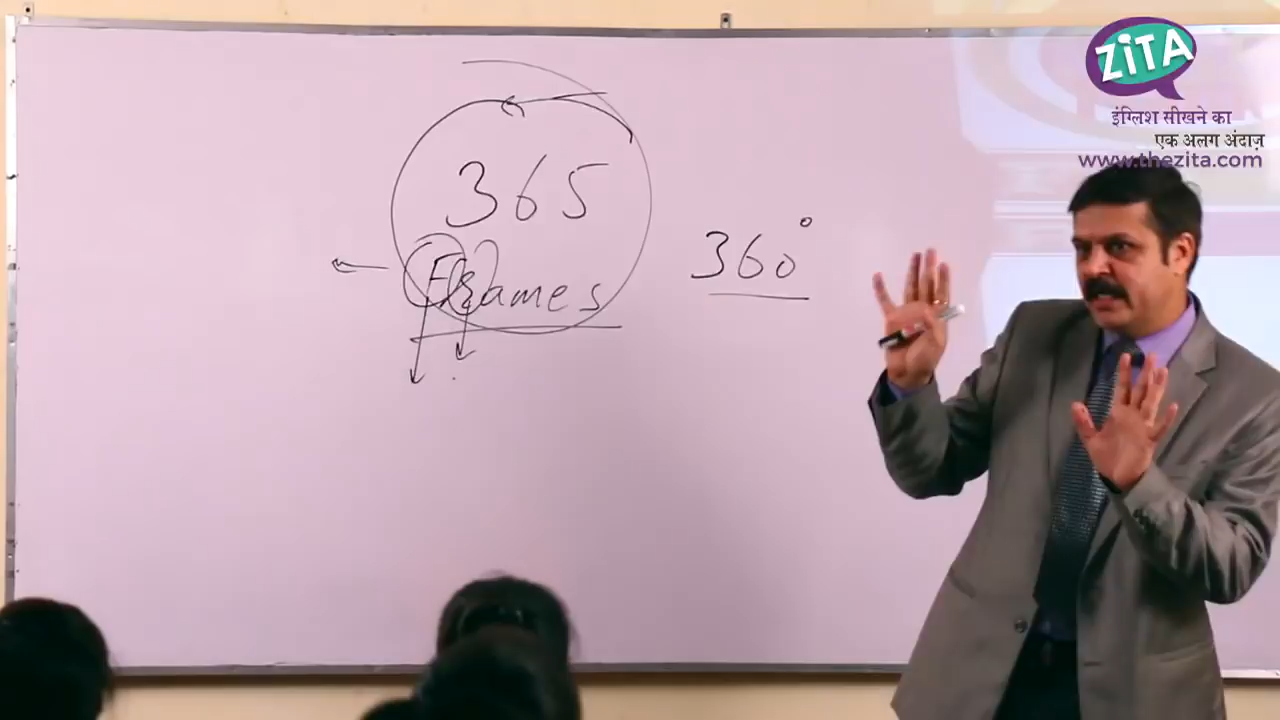 ZiTA
इंग्लिश सीखने का
एक अलग अंदाज़
www.thezita.com
365
Frames
360°